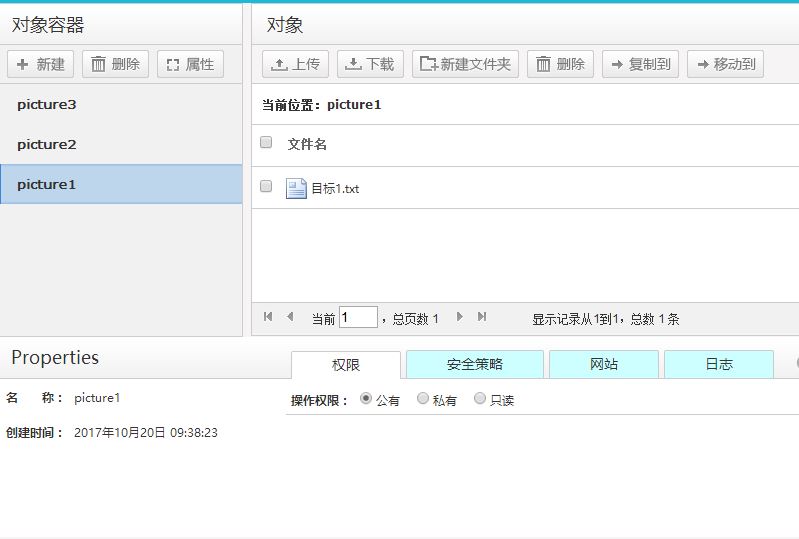 对象容器
新建 删除 属性
picture3
picture2
picture1
对象
上传 下载 新建文件夹 删除 复制到 移动到
当前位置：picture1
文件名
目标1.txt
当前 1 ，总页数 1 显示记录从1到1，总数 1 条
Properties
名 称： picture1
创建时间： 2017年10月20日 09:38:23
权限 安全策略 网站 日志
操作权限： 公有 私有 只读